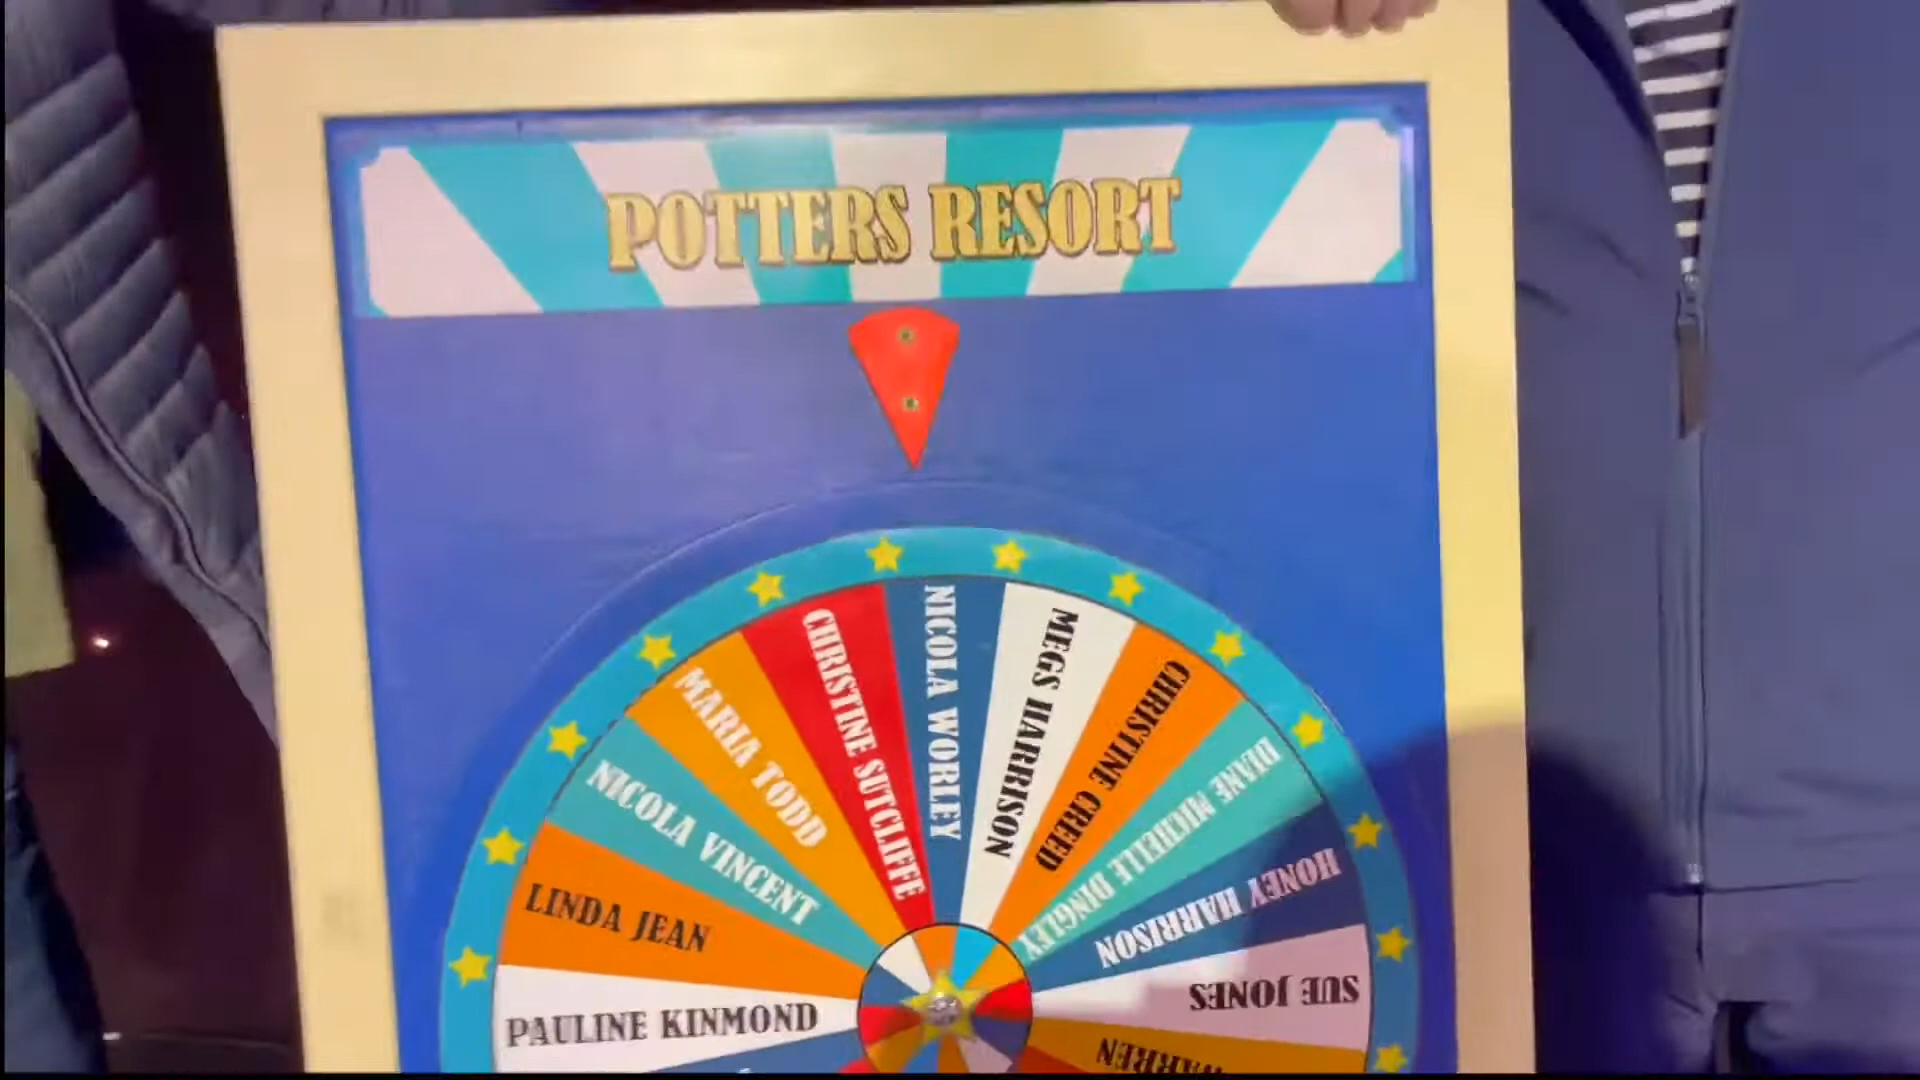 POTTERS RESORT
PAULINE KINMOND
LINDA JEAN
NICOLA VINCENT
MARIA TODD
CHRISTINE SUTCLIFFE
NICOLA WORLEY
MEGS HARRISON
CHRISTINE CREED
DIANE MICHELLE DINGLEY
HONEY HARRISON
SUE JONES